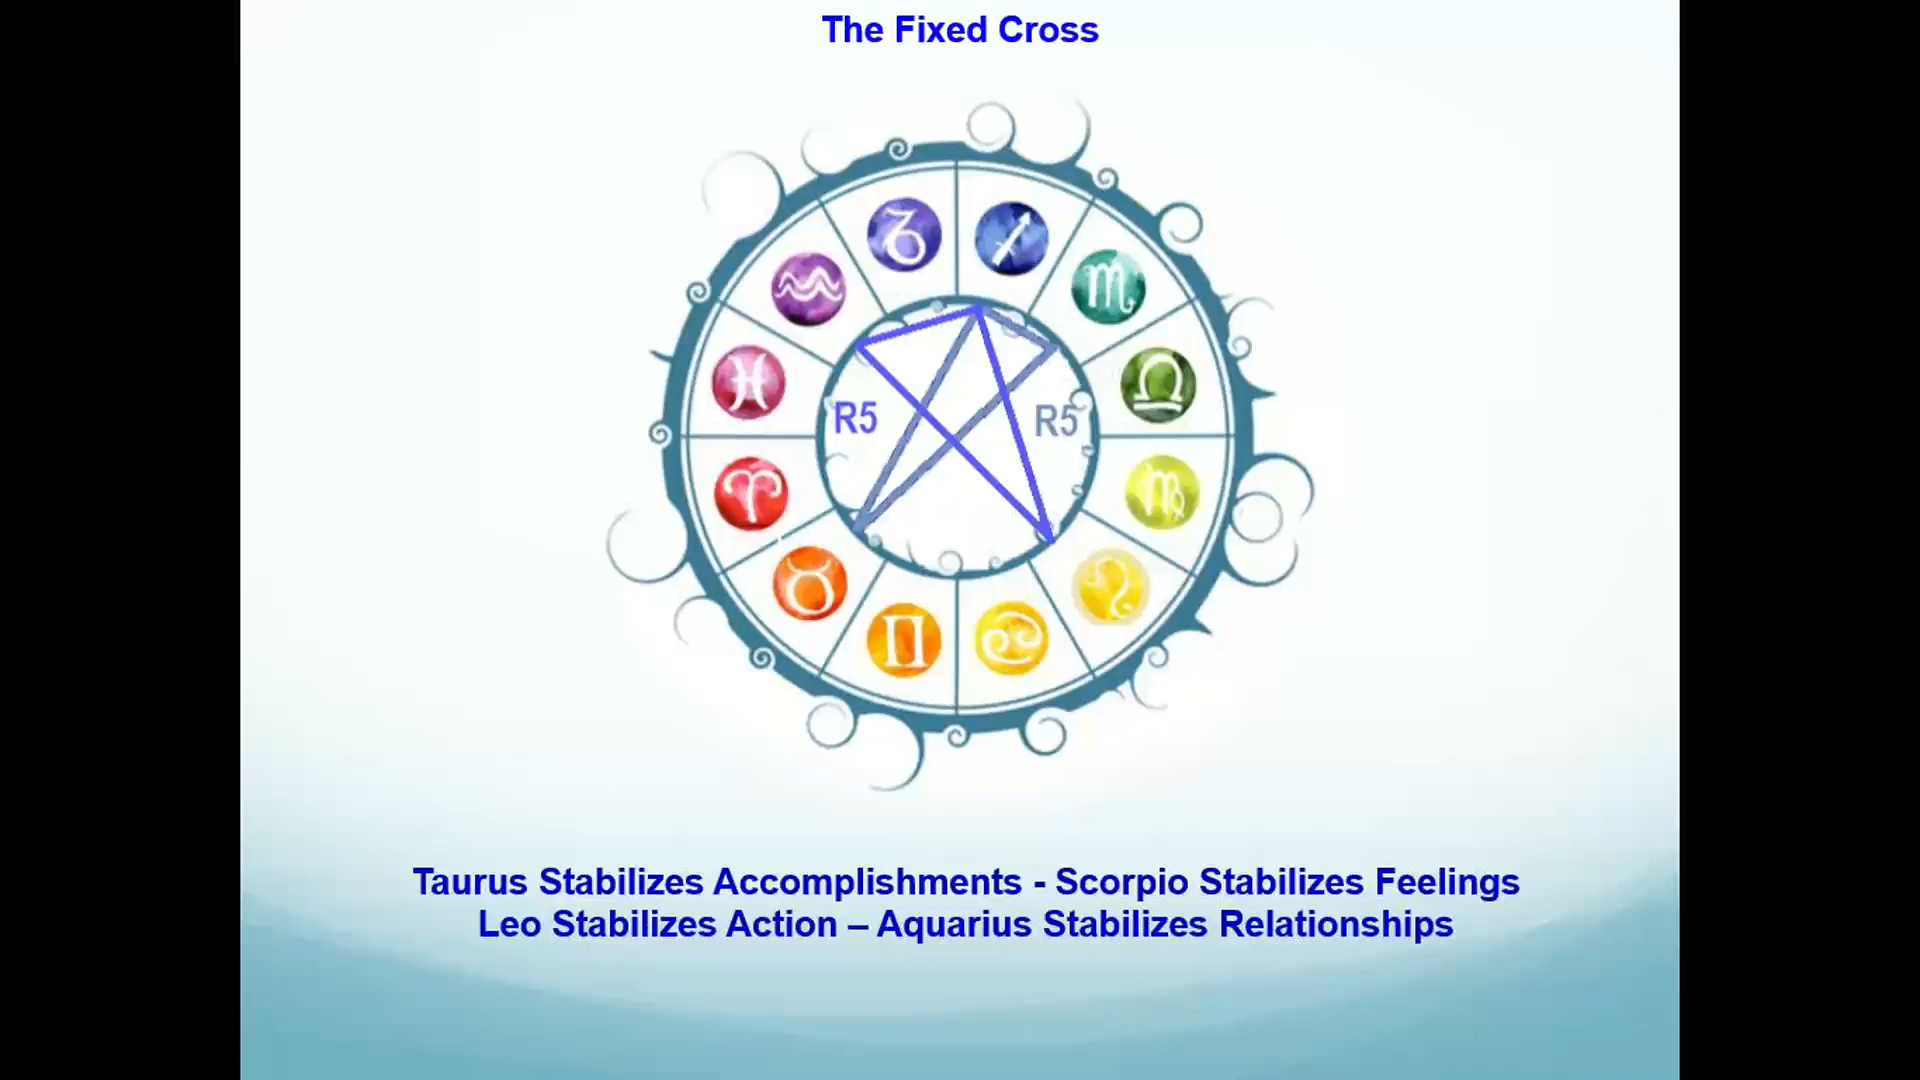 The Fixed Cross
R5
R5
Taurus Stabilizes Accomplishments - Scorpio Stabilizes Feelings
Leo Stabilizes Action – Aquarius Stabilizes Relationships